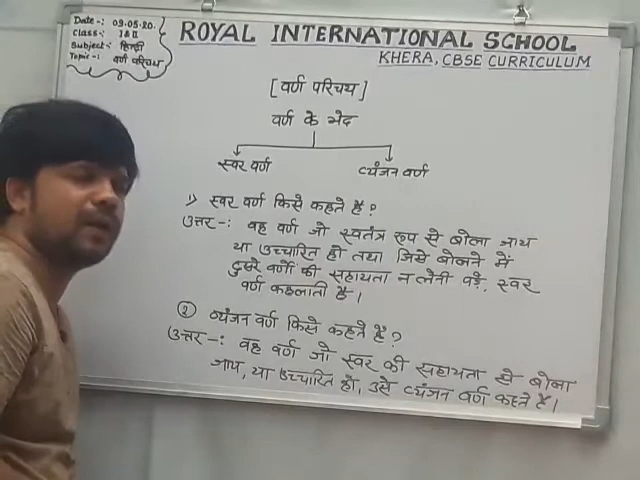 Date-: 09.05.20.
Class-: I & II
Subject-: हिन्दी
Topic-: वर्ण परिचय
ROYAL INTERNATIONAL SCHOOL
KHERA, CBSE CURRICULUM
[वर्ण परिचय]
वर्ण के भेद
स्वर वर्ण व्यंजन वर्ण
1) स्वर वर्ण किसे कहते हैं?
उत्तर-: वह वर्ण जो स्वतंत्र रूप से बोला जाय
या उच्चारित हो तथा जिसे बोलने में
दुसरे वर्णों की सहायता न लेनी पड़े, स्वर
वर्ण कहलाती है।
2 व्यंजन वर्ण किसे कहते हैं?
उत्तर-: वह वर्ण जो स्वर की सहायता से बोला
जाय, या उच्चारित हो, उसे व्यंजन वर्ण कहते हैं।